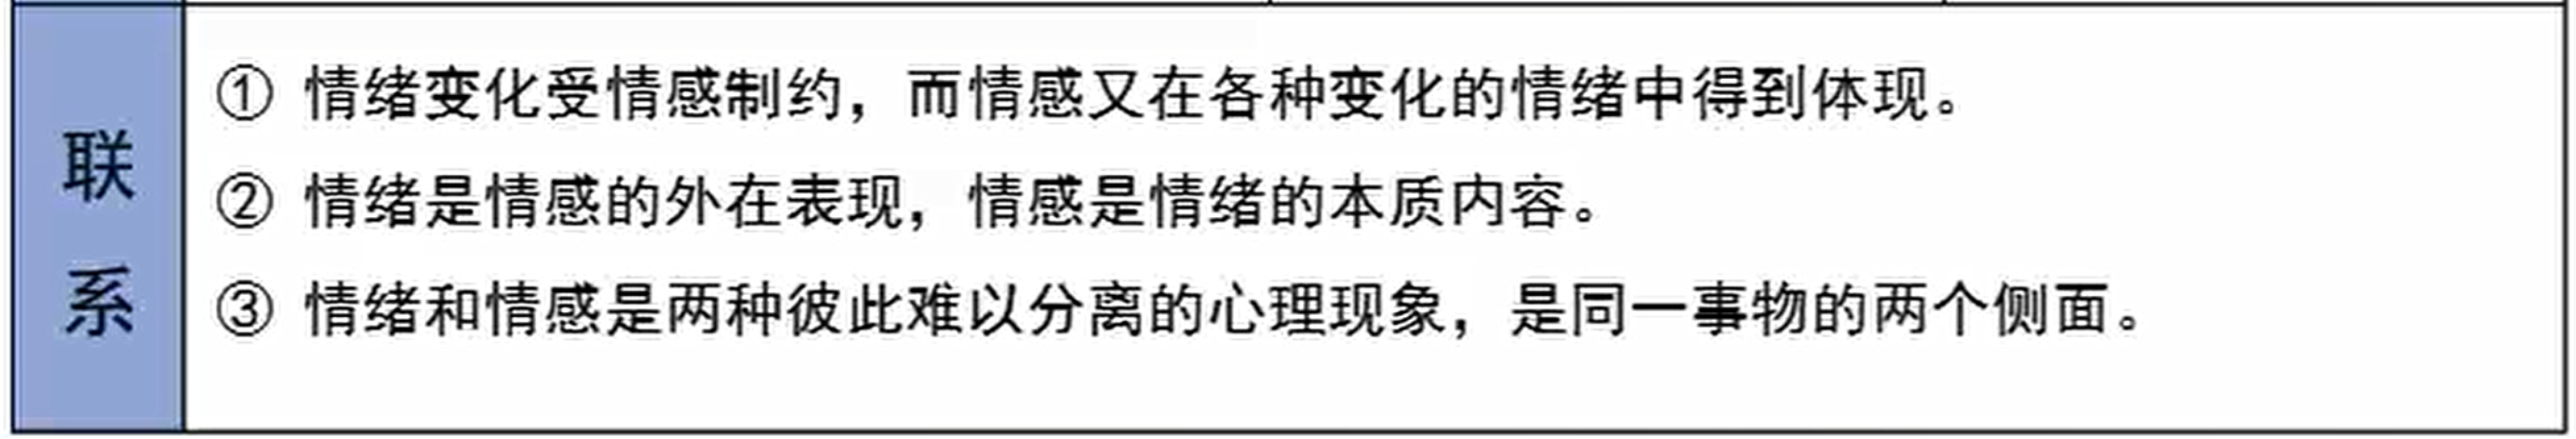 联系
① 情绪变化受情感制约，而情感又在各种变化的情绪中得到体现。
② 情绪是情感的外在表现，情感是情绪的本质内容。
③ 情绪和情感是两种彼此难以分离的心理现象，是同一事物的两个侧面。